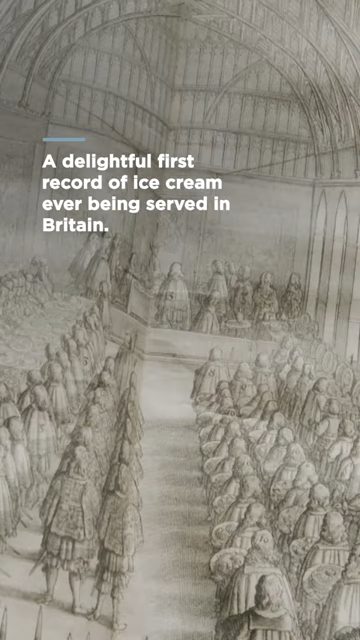 A delightful first
record of ice cream
ever being served in
Britain.